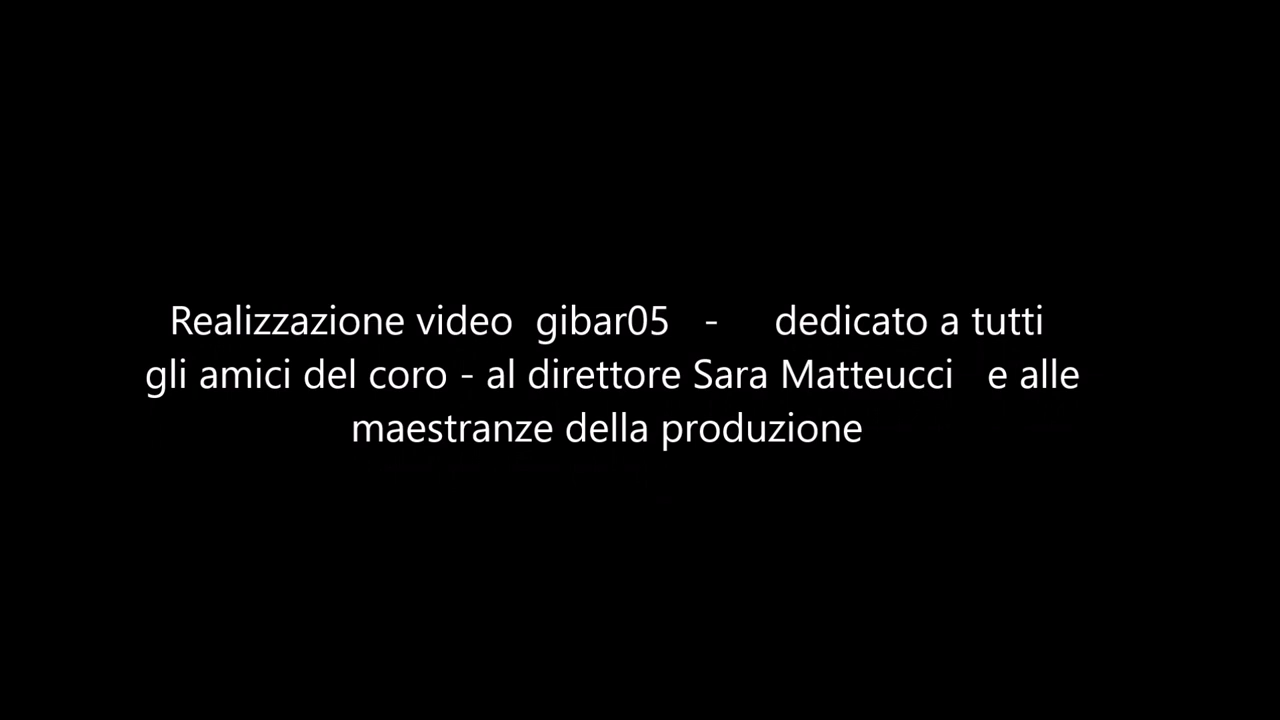 Realizzazione video gibar05 - dedicato a tutti
gli amici del coro - al direttore Sara Matteucci e alle
maestranze della produzione